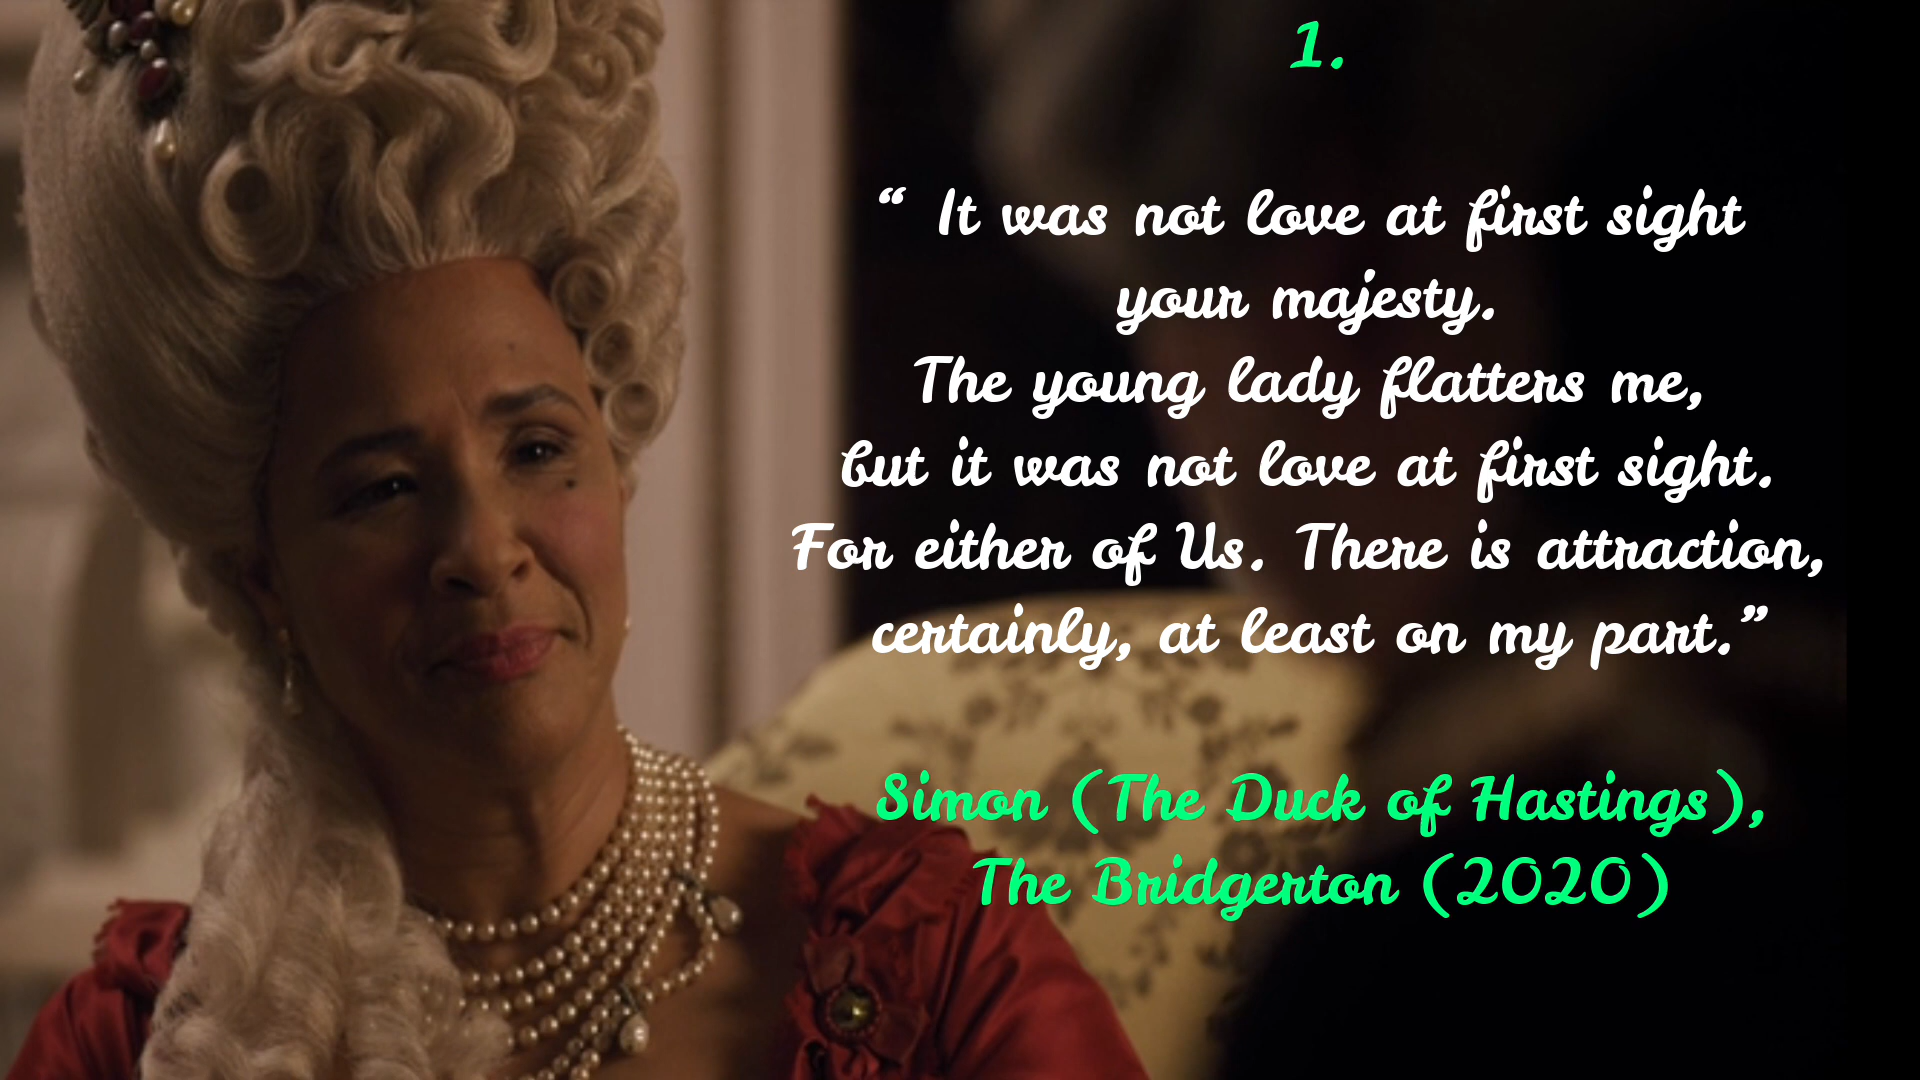 1.
“ It was not love at first sight
your majesty.
The young lady flatters me,
but it was not love at first sight.
For either of Us. There is attraction,
certainly, at least on my part.”
Simon (The Duck of Hastings),
The Bridgerton (2020)